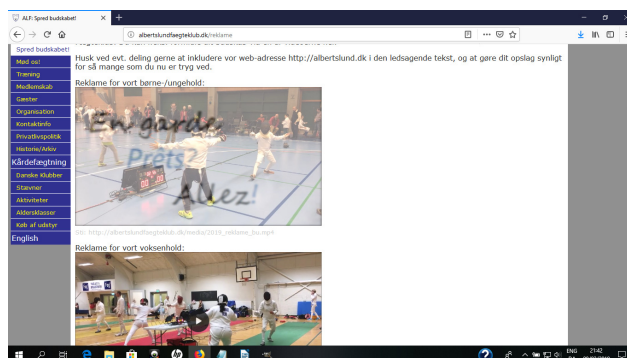 ALF: Spred budskabet!
albertslundfaegteklub.dk/reklame
Spred budskabet!
Mød os!
Træning
Medlemskab
Gæster
Organisation
Kontaktinfo
Privatlivspolitik
Historie/Arkiv
Kårdefægtning
Danske Klubber
Stævner
Aktiviteter
Aldersklasser
Køb af udstyr
English
Husk ved evt. deling gerne at inkludere vor web-adresse http://albertslund.dk i den ledsagende tekst, og at gøre dit opslag synligt
for så mange som du nu er tryg ved.
Reklame for vort børne-/ungehold:
En garde
Prets?
Allez!
http://albertslundfaegteklub.dk/media/2019_reklame_bu.mp4
Reklame for vort voksenhold:
ENG
21:42